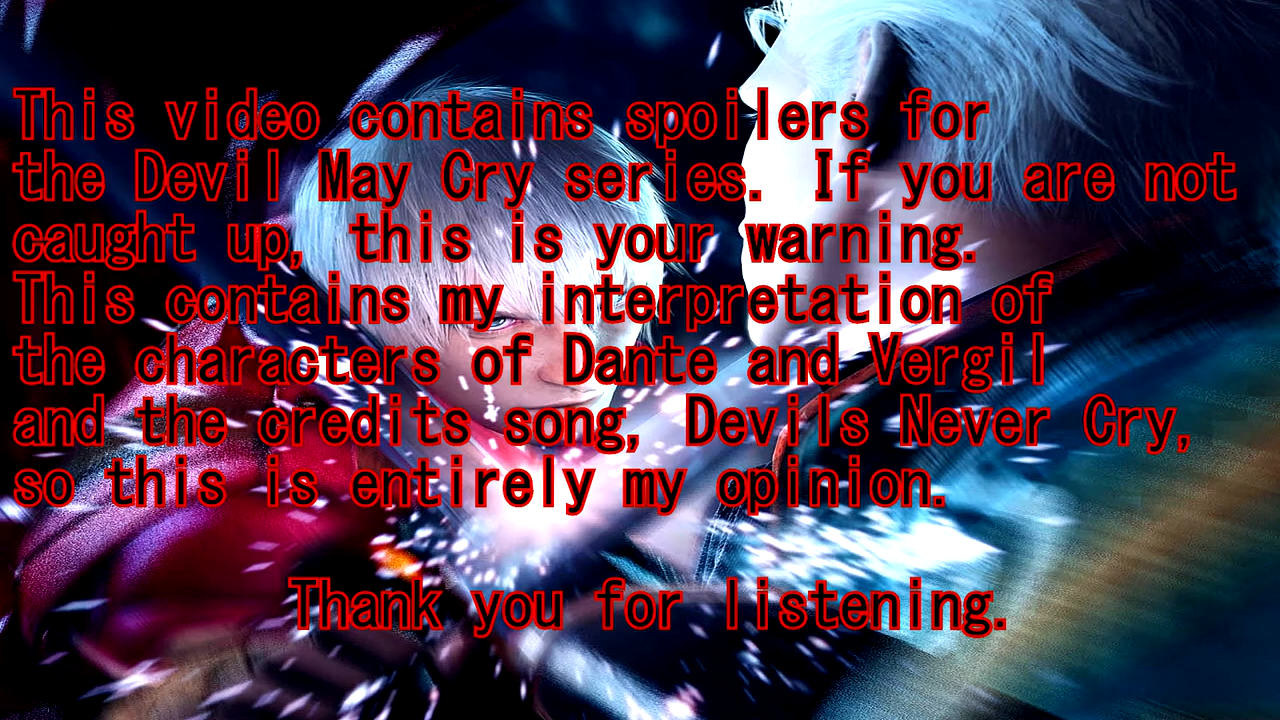 This video contains spoilers for
the Devil May Cry series. If you are not
caught up, this is your warning.
This contains my interpretation of
the characters of Dante and Vergil
and the credits song, Devils Never Cry,
so this is entirely my opinion.
Thank you for listening.